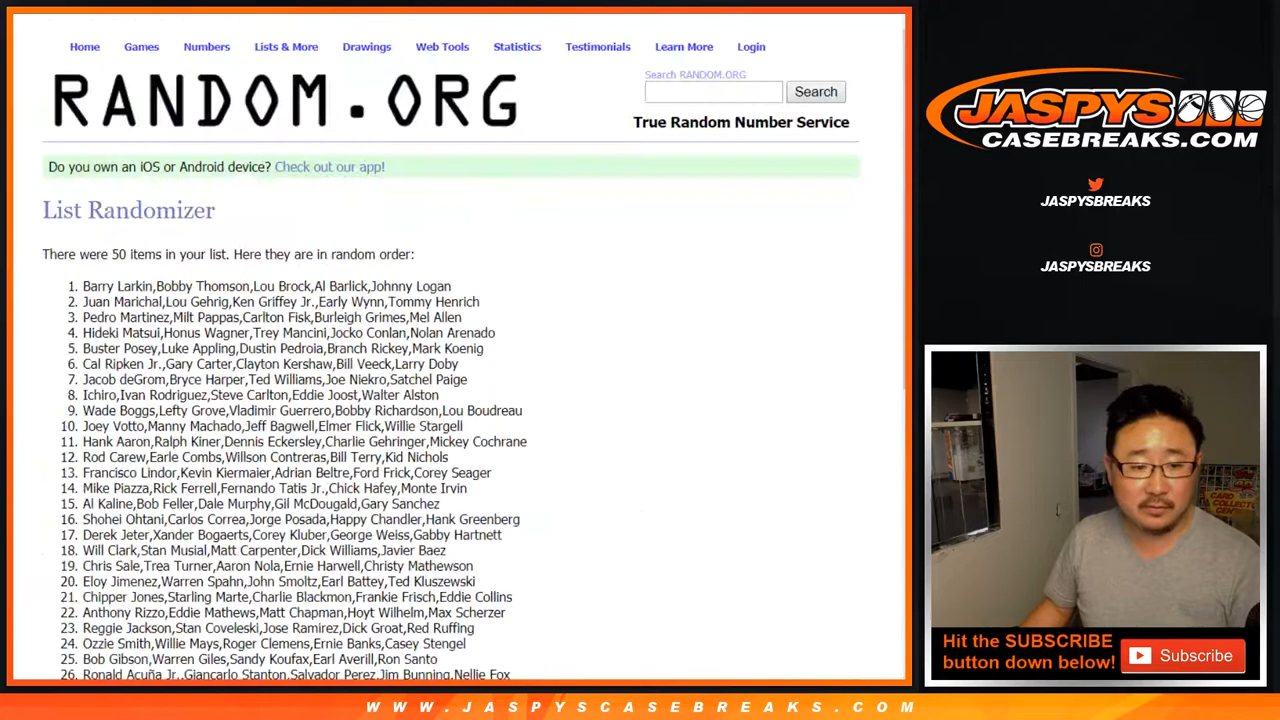 Home Games Numbers Lists & More Drawings Web Tools Statistics Testimonials Learn More Login
RANDOM.ORG
Search RANDOM.ORG
Search
True Random Number Service
Do you own an iOS or Android device? Check out our app!
List Randomizer
There were 50 items in your list. Here they are in random order:
1. Barry Larkin,Bobby Thomson,Lou Brock,Al Barlick,Johnny Logan
2. Juan Marichal,Lou Gehrig,Ken Griffey Jr.,Early Wynn,Tommy Henrich
3. Pedro Martinez,Milt Pappas,Carlton Fisk,Burleigh Grimes,Mel Allen
4. Hideki Matsui,Honus Wagner,Trey Mancini,Jocko Conlan,Nolan Arenado
5. Buster Posey,Luke Appling,Dustin Pedroia,Branch Rickey,Mark Koenig
6. Cal Ripken Jr.,Gary Carter,Clayton Kershaw,Bill Veeck,Larry Doby
7. Jacob deGrom,Bryce Harper,Ted Williams,Joe Niekro,Satchel Paige
8. Ichiro,Ivan Rodriguez,Steve Carlton,Eddie Joost,Walter Alston
9. Wade Boggs,Lefty Grove,Vladimir Guerrero,Bobby Richardson,Lou Boudreau
10. Joey Votto,Manny Machado,Jeff Bagwell,Elmer Flick,Willie Stargell
11. Hank Aaron,Ralph Kiner,Dennis Eckersley,Charlie Gehringer,Mickey Cochrane
12. Rod Carew,Earle Combs,Willson Contreras,Bill Terry,Kid Nichols
13. Francisco Lindor,Kevin Kiermaier,Adrian Beltre,Ford Frick,Corey Seager
14. Mike Piazza,Rick Ferrell,Fernando Tatis Jr.,Chick Hafey,Monte Irvin
15. Al Kaline,Bob Feller,Dale Murphy,Gil McDougald,Gary Sanchez
16. Shohei Ohtani,Carlos Correa,Jorge Posada,Happy Chandler,Hank Greenberg
17. Derek Jeter,Xander Bogaerts,Corey Kluber,George Weiss,Gabby Hartnett
18. Will Clark,Stan Musial,Matt Carpenter,Dick Williams,Javier Baez
19. Chris Sale,Trea Turner,Aaron Nola,Ernie Harwell,Christy Mathewson
20. Eloy Jimenez,Warren Spahn,John Smoltz,Earl Battey,Ted Kluszewski
21. Chipper Jones,Starling Marte,Charlie Blackmon,Frankie Frisch,Eddie Collins
22. Anthony Rizzo,Eddie Mathews,Matt Chapman,Hoyt Wilhelm,Max Scherzer
23. Reggie Jackson,Stan Coveleski,Jose Ramirez,Dick Groat,Red Ruffing
24. Ozzie Smith,Willie Mays,Roger Clemens,Ernie Banks,Casey Stengel
25. Bob Gibson,Warren Giles,Sandy Koufax,Earl Averill,Ron Santo
26. Ronald Acuña Jr.,Giancarlo Stanton,Salvador Perez,Jim Bunning,Nellie Fox
JASPYS
CASEBREAKS.COM
JASPYSBREAKS
JASPYSBREAKS
Hit the SUBSCRIBE
button down below!
Subscribe
WWW.JASPYSCASEBREAKS.COM